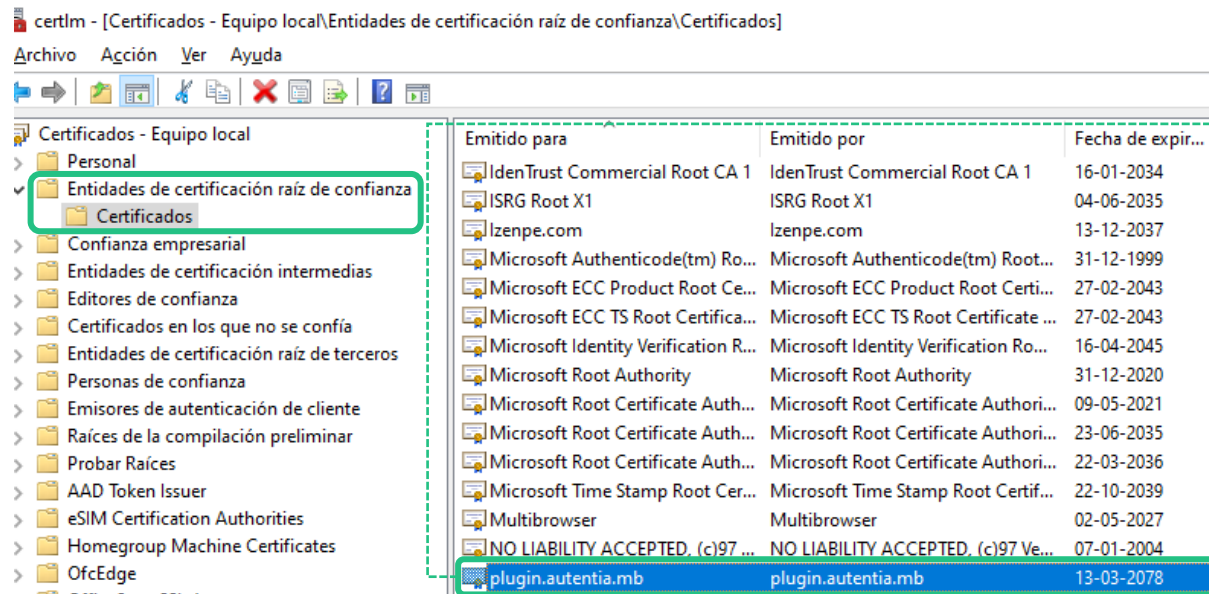 certlm - [Certificados - Equipo local\Entidades de certificación raíz de confianza\Certificados]
Archivo Acción Ver Ayuda
Certificados - Equipo local
Personal
Entidades de certificación raíz de confianza
Certificados
Confianza empresarial
Entidades de certificación intermedias
Editores de confianza
Certificados en los que no se confía
Entidades de certificación raíz de terceros
Personas de confianza
Emisores de autenticación de cliente
Raíces de la compilación preliminar
Probar Raíces
AAD Token Issuer
eSIM Certification Authorities
Homegroup Machine Certificates
OfcEdge
Emitido para Emitido por Fecha de expir...
IdenTrust Commercial Root CA 1 IdenTrust Commercial Root CA 1 16-01-2034
ISRG Root X1 ISRG Root X1 04-06-2035
Izenpe.com Izenpe.com 13-12-2037
Microsoft Authenticode(tm) Ro... Microsoft Authenticode(tm) Root... 31-12-1999
Microsoft ECC Product Root Ce... Microsoft ECC Product Root Certi... 27-02-2043
Microsoft ECC TS Root Certifica... Microsoft ECC TS Root Certificate ... 27-02-2043
Microsoft Identity Verification R... Microsoft Identity Verification Ro... 16-04-2045
Microsoft Root Authority Microsoft Root Authority 31-12-2020
Microsoft Root Certificate Auth... Microsoft Root Certificate Authori... 09-05-2021
Microsoft Root Certificate Auth... Microsoft Root Certificate Authori... 23-06-2035
Microsoft Root Certificate Auth... Microsoft Root Certificate Authori... 22-03-2036
Microsoft Time Stamp Root Cer... Microsoft Time Stamp Root Certif... 22-10-2039
Multibrowser Multibrowser 02-05-2027
NO LIABILITY ACCEPTED, (c)97 ... NO LIABILITY ACCEPTED, (c)97 Ve... 07-01-2004
plugin.autentia.mb plugin.autentia.mb 13-03-2078